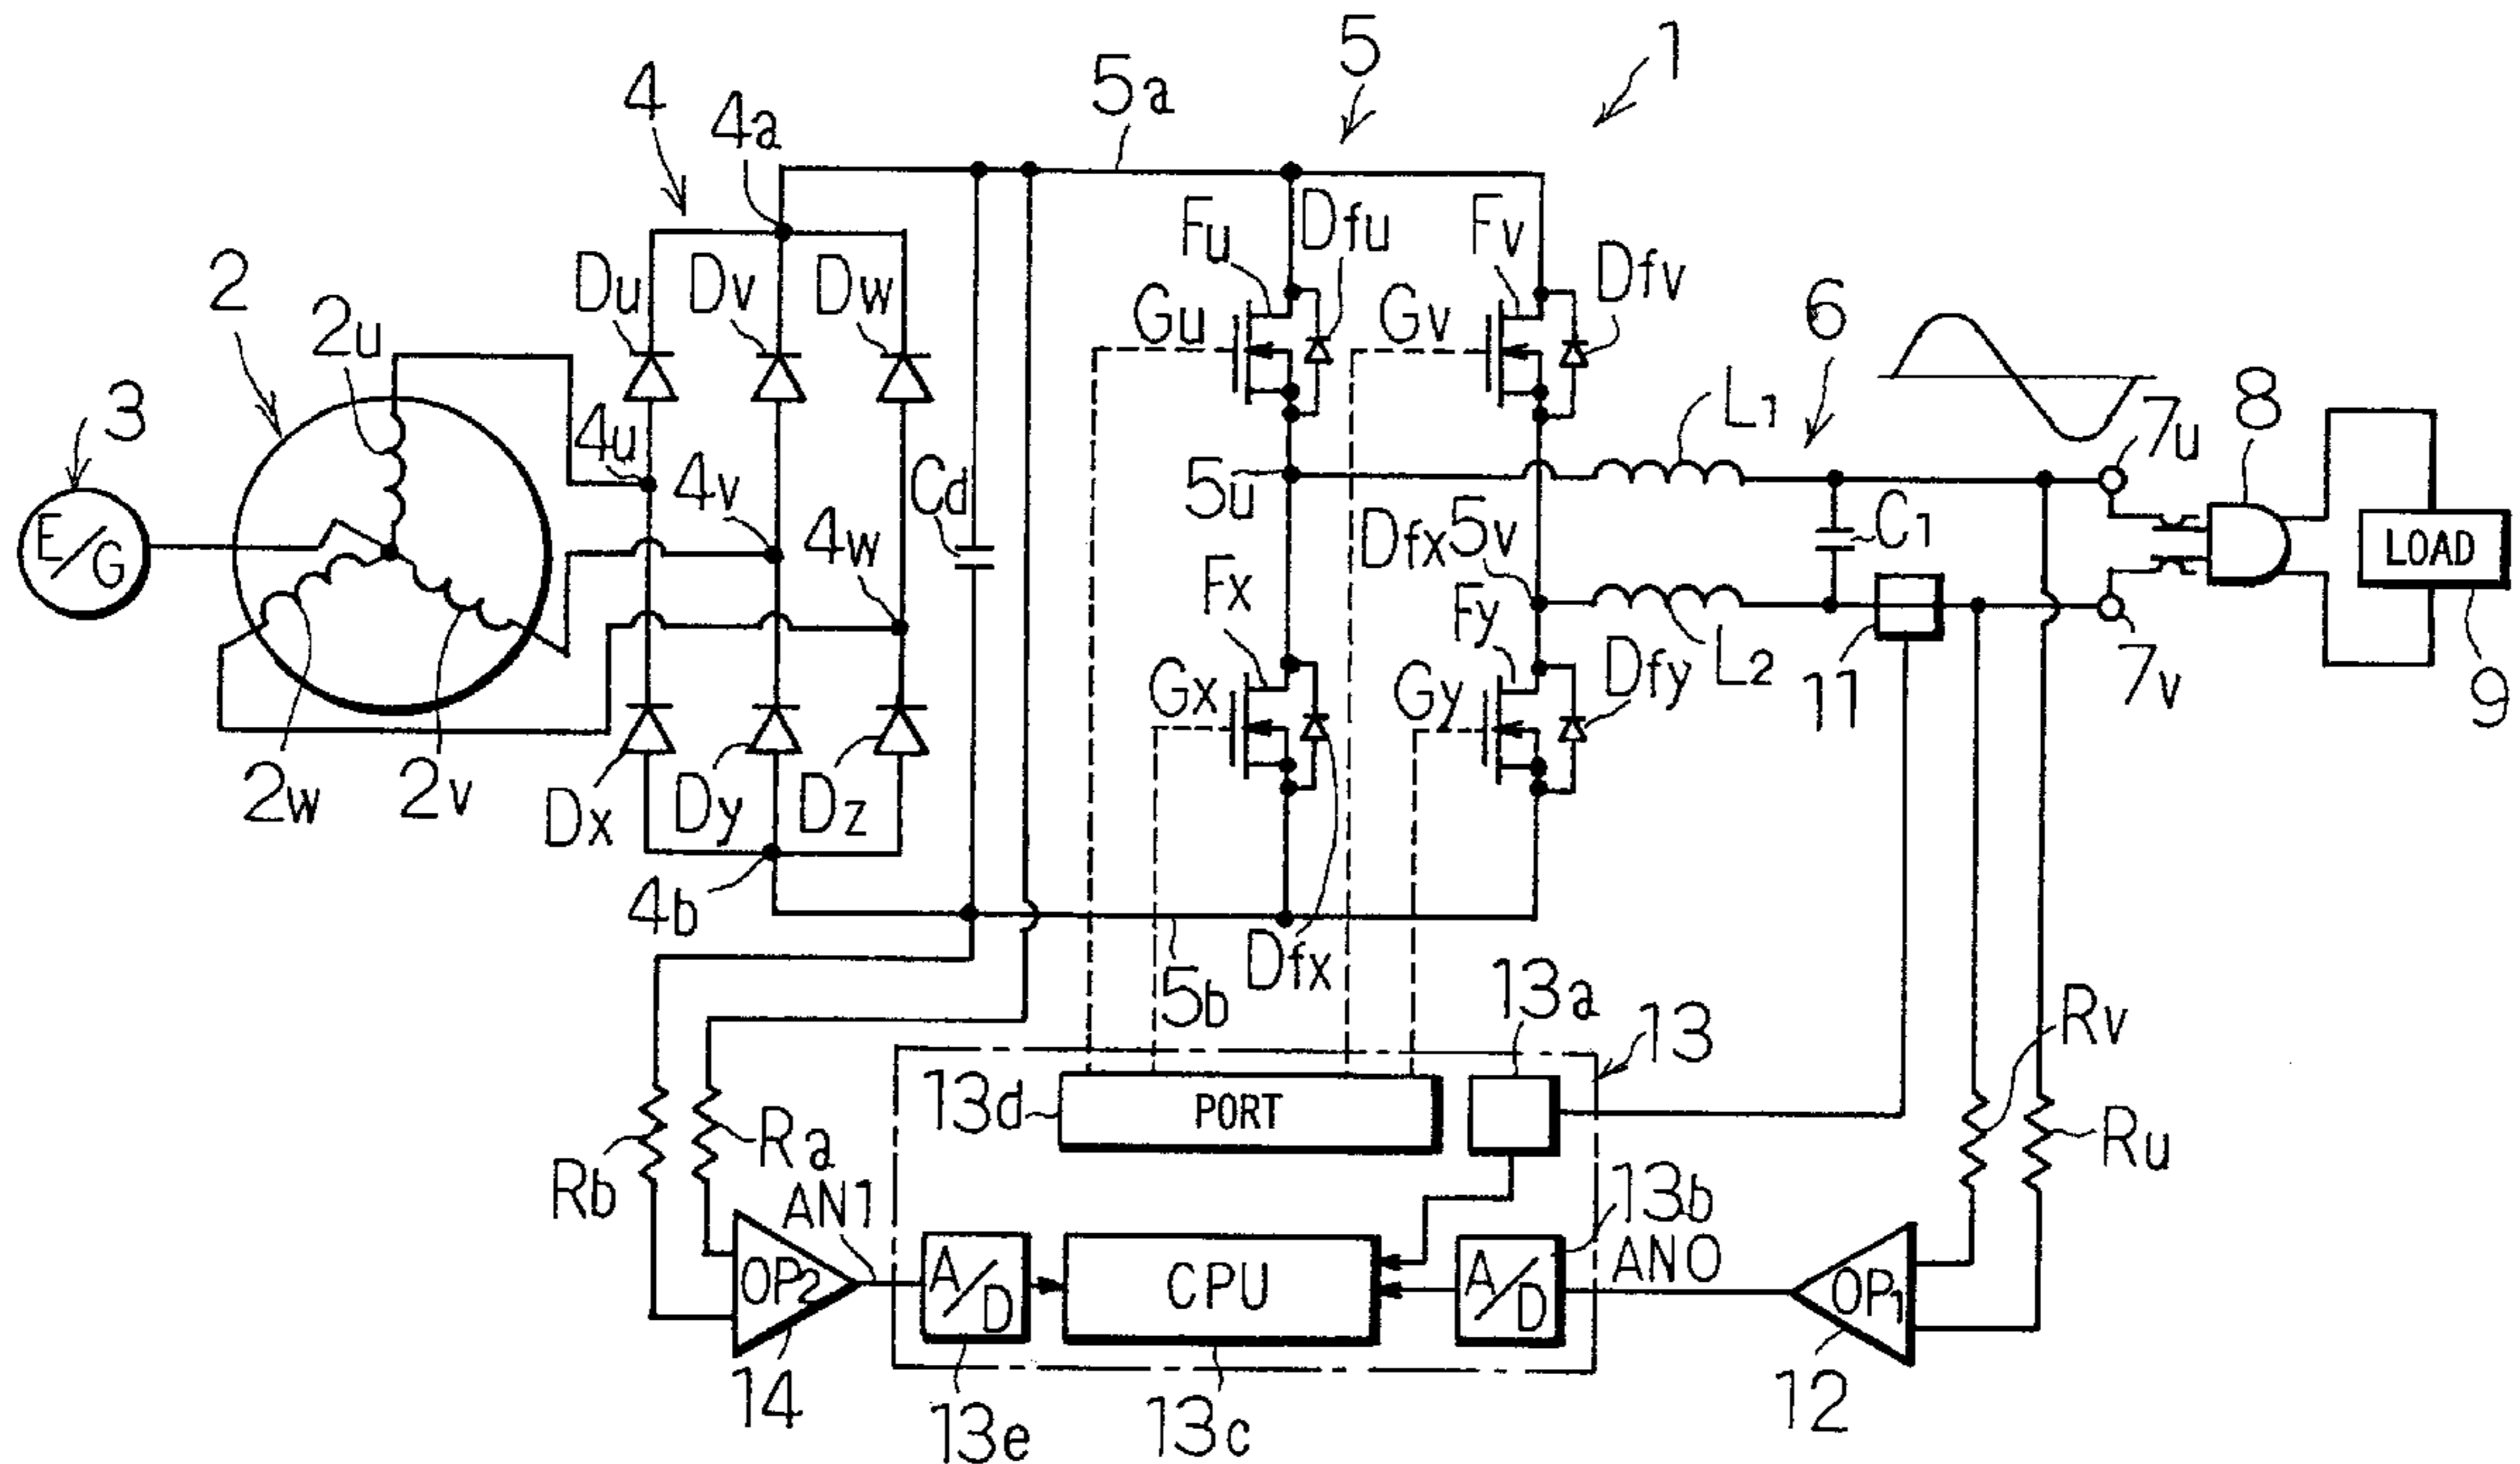 5
1
5a
4
4a
Fu
Dfu
Fv
Dfv
2
Du
Dv
Dw
2u
Gu
Gv
6
3
L1
7u
8
4u
4v
Cd
5u
E/G
4w
Dfx
5v
C1
LOAD
Fx
Fy
Gx
Gy
Dfy
L2
11
7v
9
2w
2v
Dx
Dy
Dz
4b
Dfx
5b
13a
13
Rv
13d
PORT
Ra
Ru
Rb
AN1
13b
AN0
OP2
A/D
CPU
A/D
OP1
14
13e
13c
12